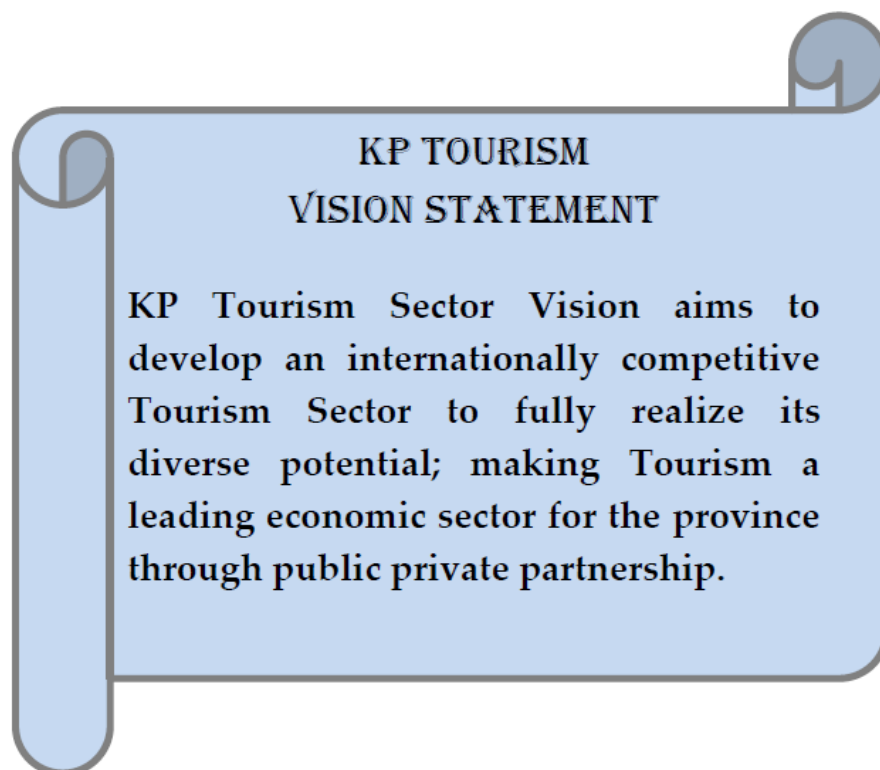 KP TOURISM
VISION STATEMENT
KP Tourism Sector Vision aims to
develop an internationally competitive
Tourism Sector to fully realize its
diverse potential; making Tourism a
leading economic sector for the province
through public private partnership.